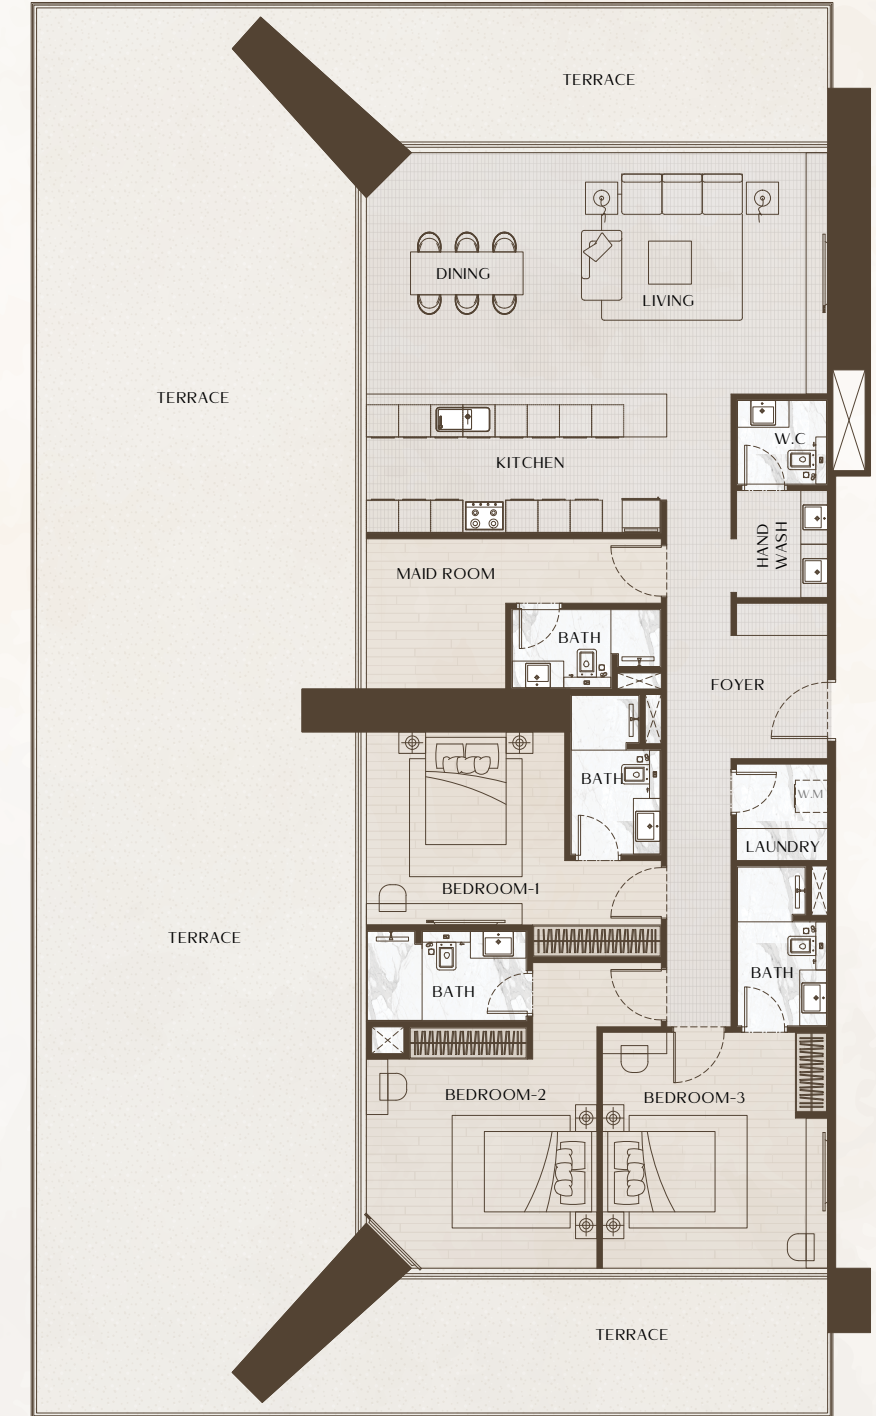 TERRACE
DINING
LIVING
TERRACE
W.C
KITCHEN
HAND
WASH
MAID ROOM
BATH
FOYER
BATH
W.M
LAUNDRY
BEDROOM-1
TERRACE
BATH
BATH
BEDROOM-2
BEDROOM-3
TERRACE